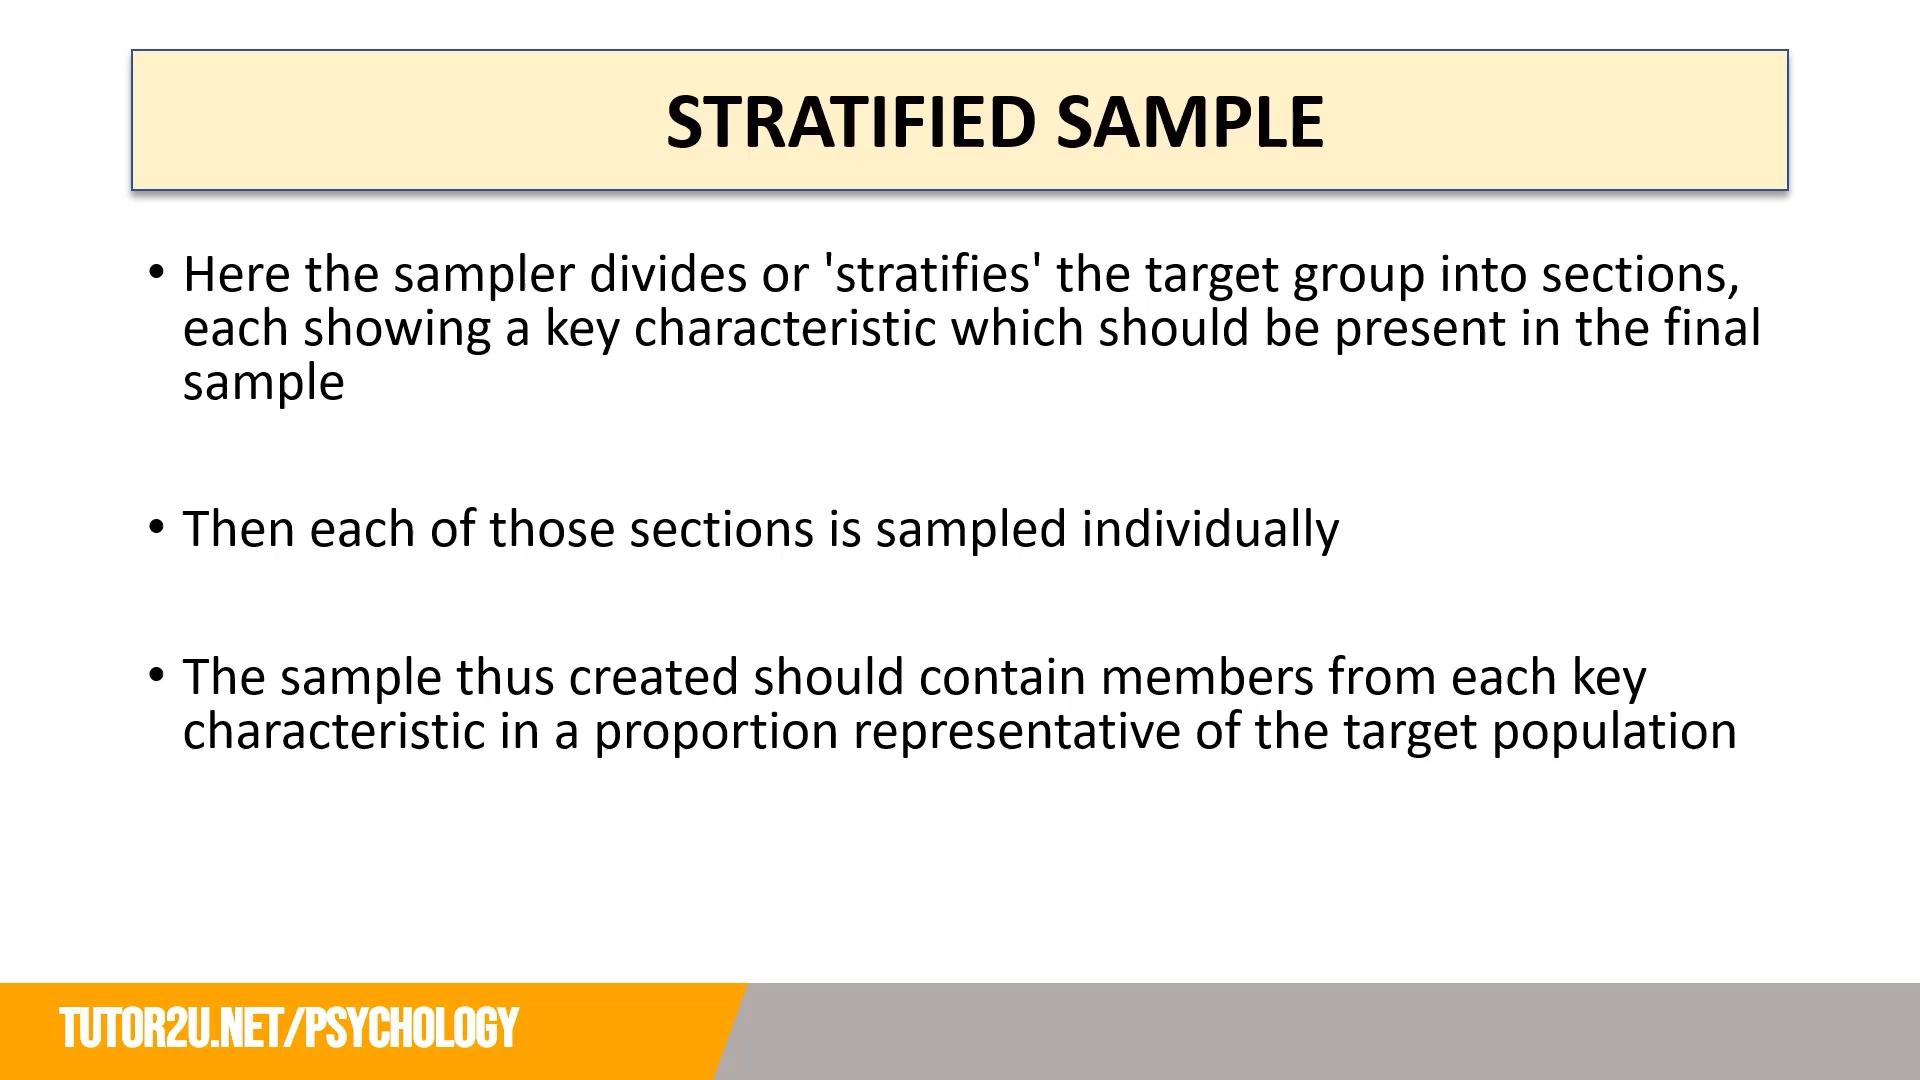 STRATIFIED SAMPLE
• Here the sampler divides or 'stratifies' the target group into sections,
each showing a key characteristic which should be present in the final
sample
• Then each of those sections is sampled individually
• The sample thus created should contain members from each key
characteristic in a proportion representative of the target population
TUTOR2U.NET/PSYCHOLOGY